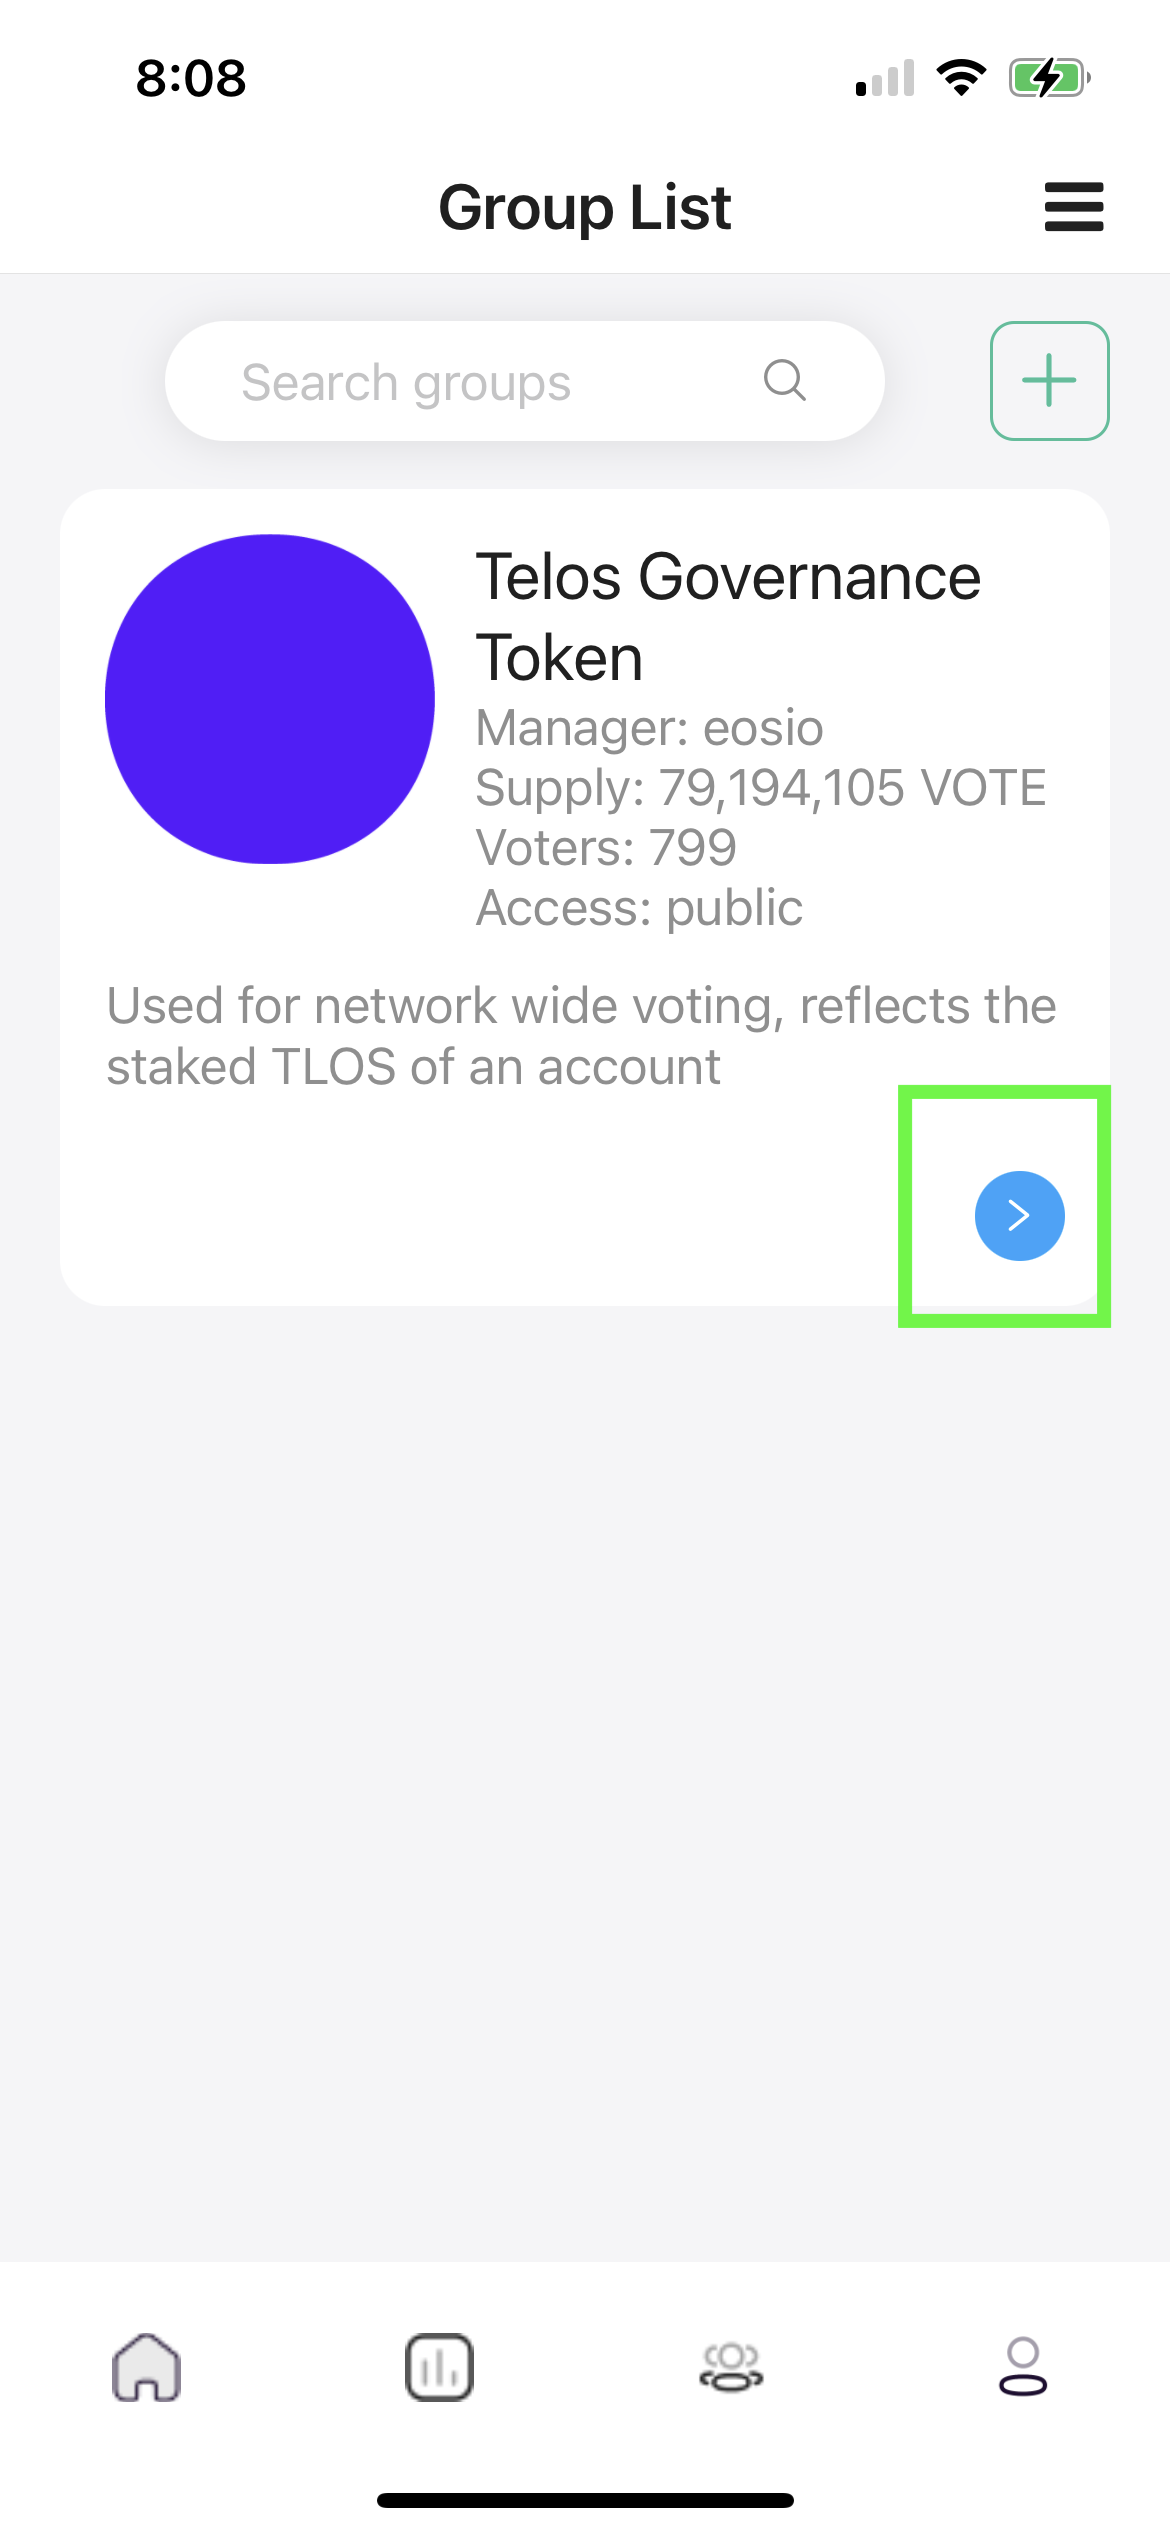 8:08
Group List
Search groups
Telos Governance
Token
Manager: eosio
Supply: 79,194,105 VOTE
Voters: 799
Access: public
Used for network wide voting, reflects the
staked TLOS of an account